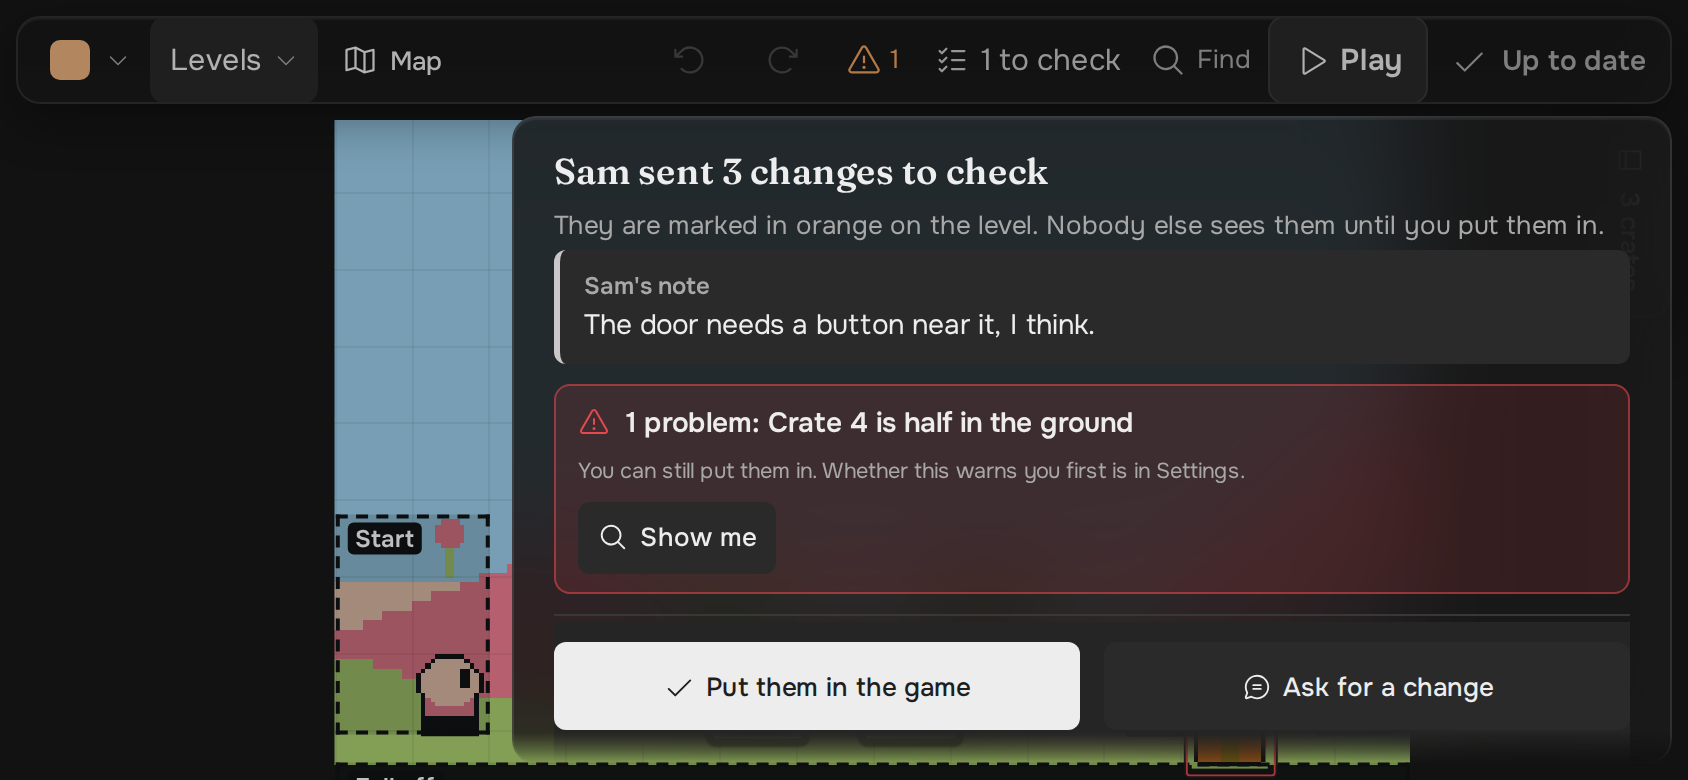 Levels
Map
1
1 to check
Find
Play
Up to date
Sam sent 3 changes to check
They are marked in orange on the level. Nobody else sees them until you put them in.
3 crates
Sam's note
The door needs a button near it, I think.
1 problem: Crate 4 is half in the ground
You can still put them in. Whether this warns you first is in Settings.
Show me
Start
Put them in the game
Ask for a change